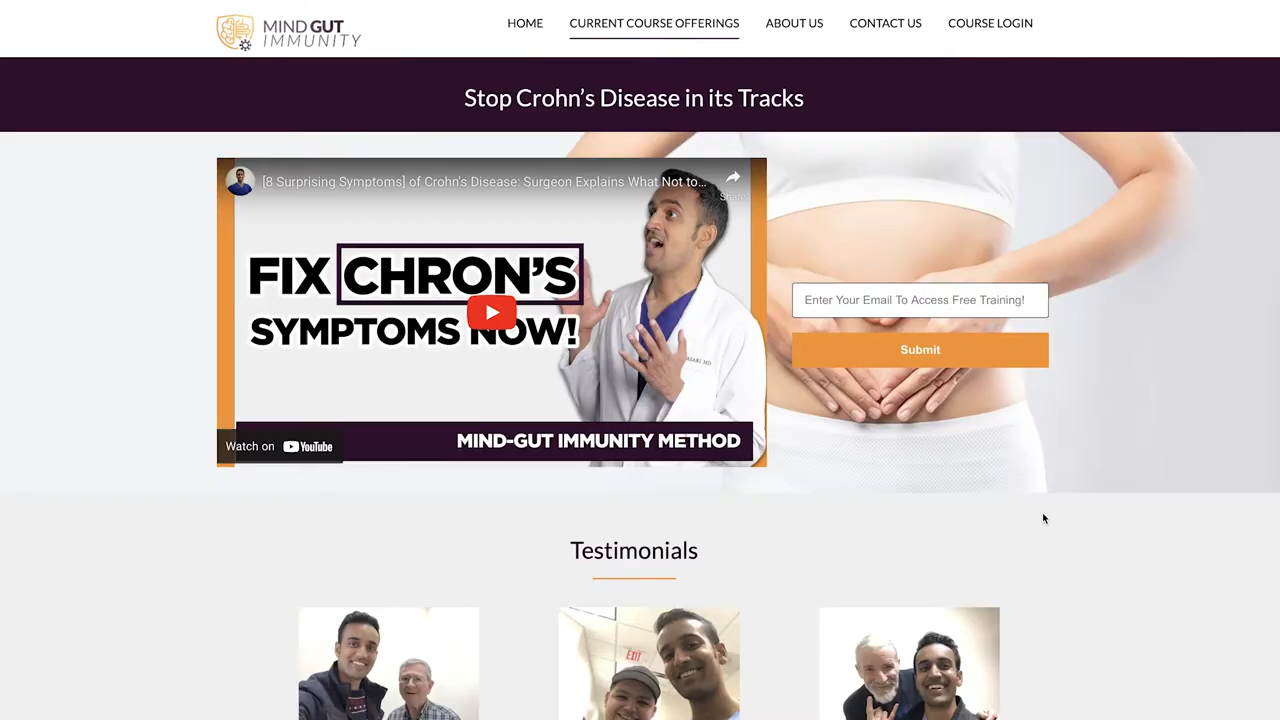 MIND GUT
IMMUNITY
HOME
CURRENT COURSE OFFERINGS
ABOUT US
CONTACT US
COURSE LOGIN
Stop Crohn’s Disease in its Tracks
[8 Surprising Symptoms] of Crohn's Disease: Surgeon Explains What Not to...
Share
FIX CHRON'S
SYMPTOMS NOW!
MIND-GUT IMMUNITY METHOD
Watch on YouTube
Enter Your Email To Access Free Training!
Submit
Testimonials
EXIT